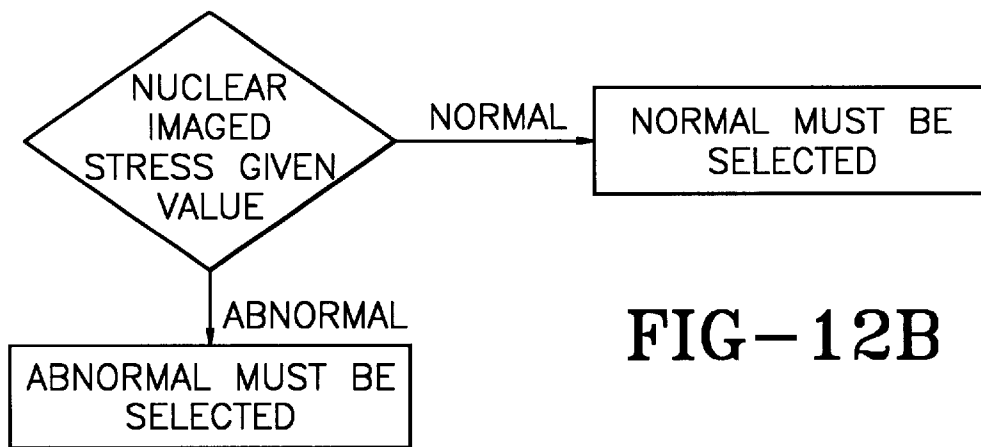 NUCLEAR
IMAGED
STRESS GIVEN
VALUE
NORMAL
NORMAL MUST BE
SELECTED
ABNORMAL
ABNORMAL MUST BE
SELECTED
FIG-12B